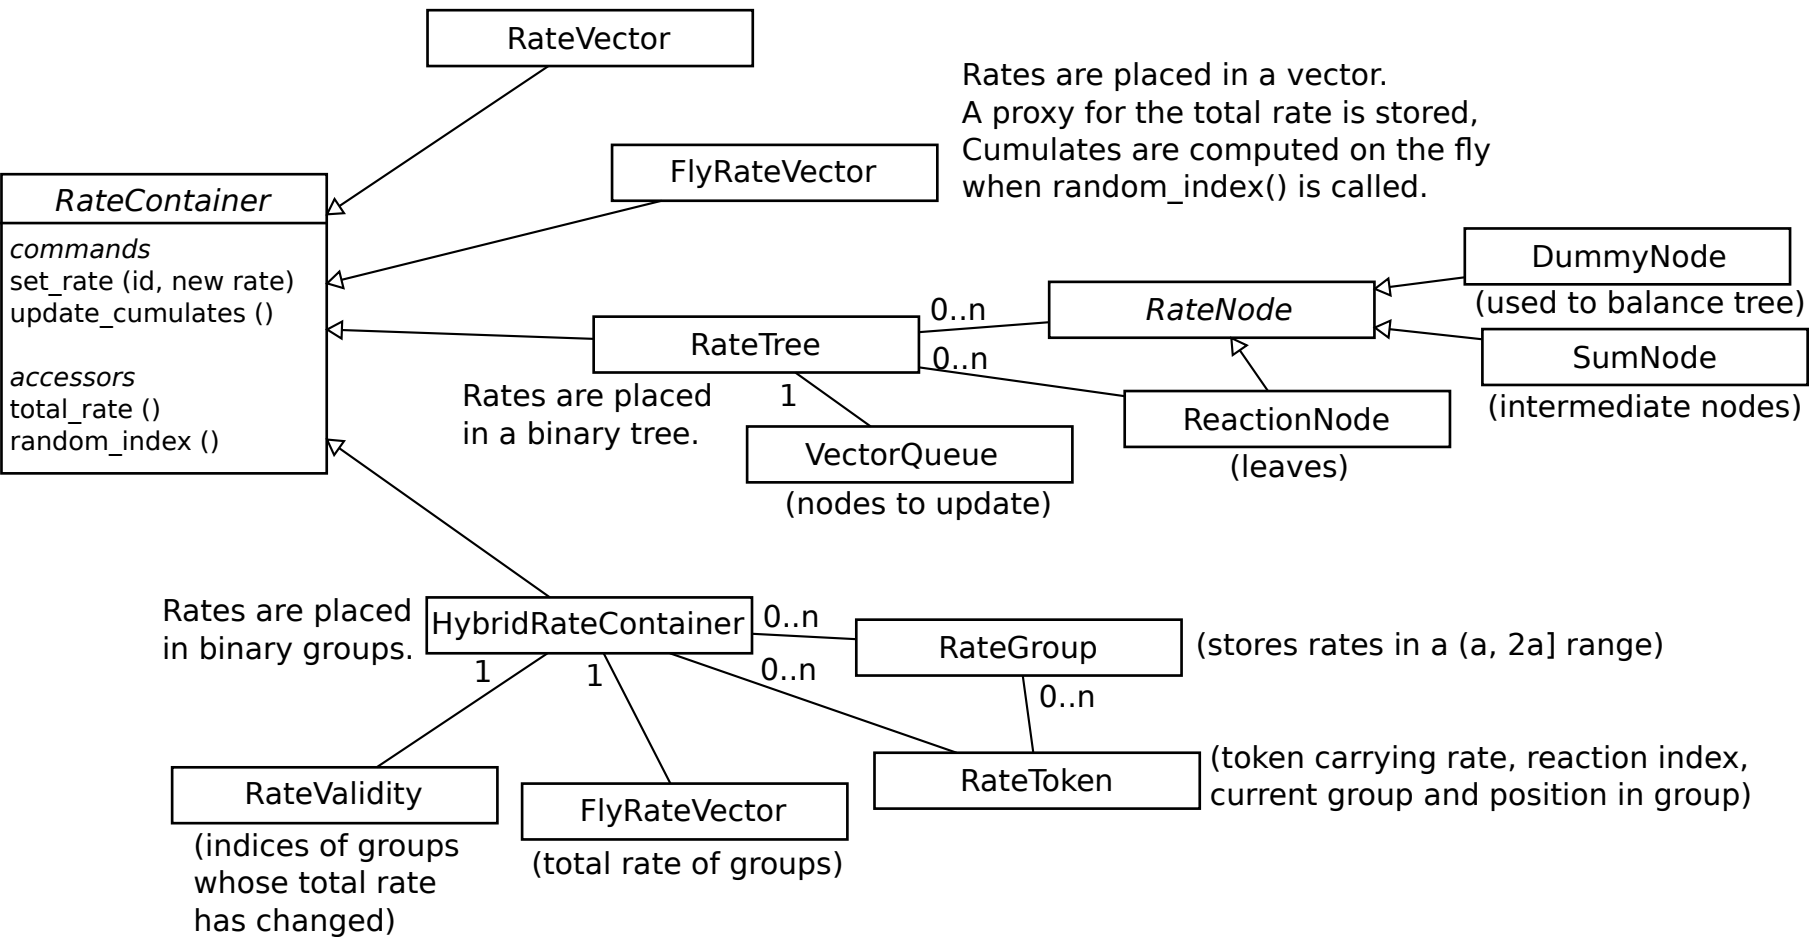 RateVector
Rates are placed in a vector.
A proxy for the total rate is stored,
Cumulates are computed on the fly
when random_index() is called.
FlyRateVector
RateContainer
commands
set_rate (id, new rate)
update_cumulates ()
accessors
total_rate ()
random_index ()
DummyNode
(used to balance tree)
RateNode
0..n
RateTree
0..n
SumNode
(intermediate nodes)
Rates are placed
in a binary tree.
1
ReactionNode
(leaves)
VectorQueue
(nodes to update)
Rates are placed
in binary groups.
HybridRateContainer
0..n
RateGroup
(stores rates in a (a, 2a] range)
1
1
0..n
0..n
RateValidity
(indices of groups
whose total rate
has changed)
FlyRateVector
(total rate of groups)
RateToken
(token carrying rate, reaction index,
current group and position in group)